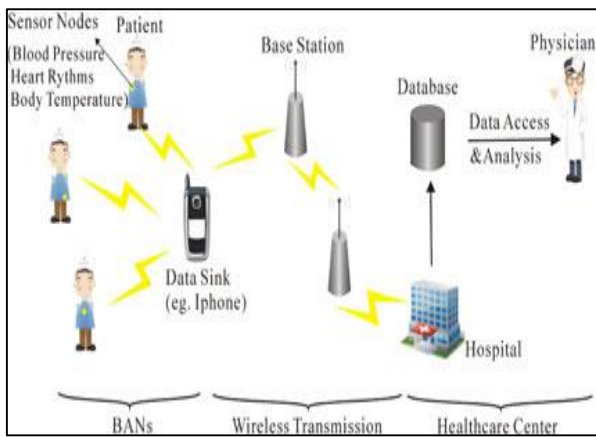 Sensor Nodes
(Blood Pressure
Heart Rythms
Body Temperature)
Patient
Base Station
Physician
Database
Data Access
&Analysis
Data Sink
(eg. Iphone)
Hospital
BANs
Wireless Transmission
Healthcare Center